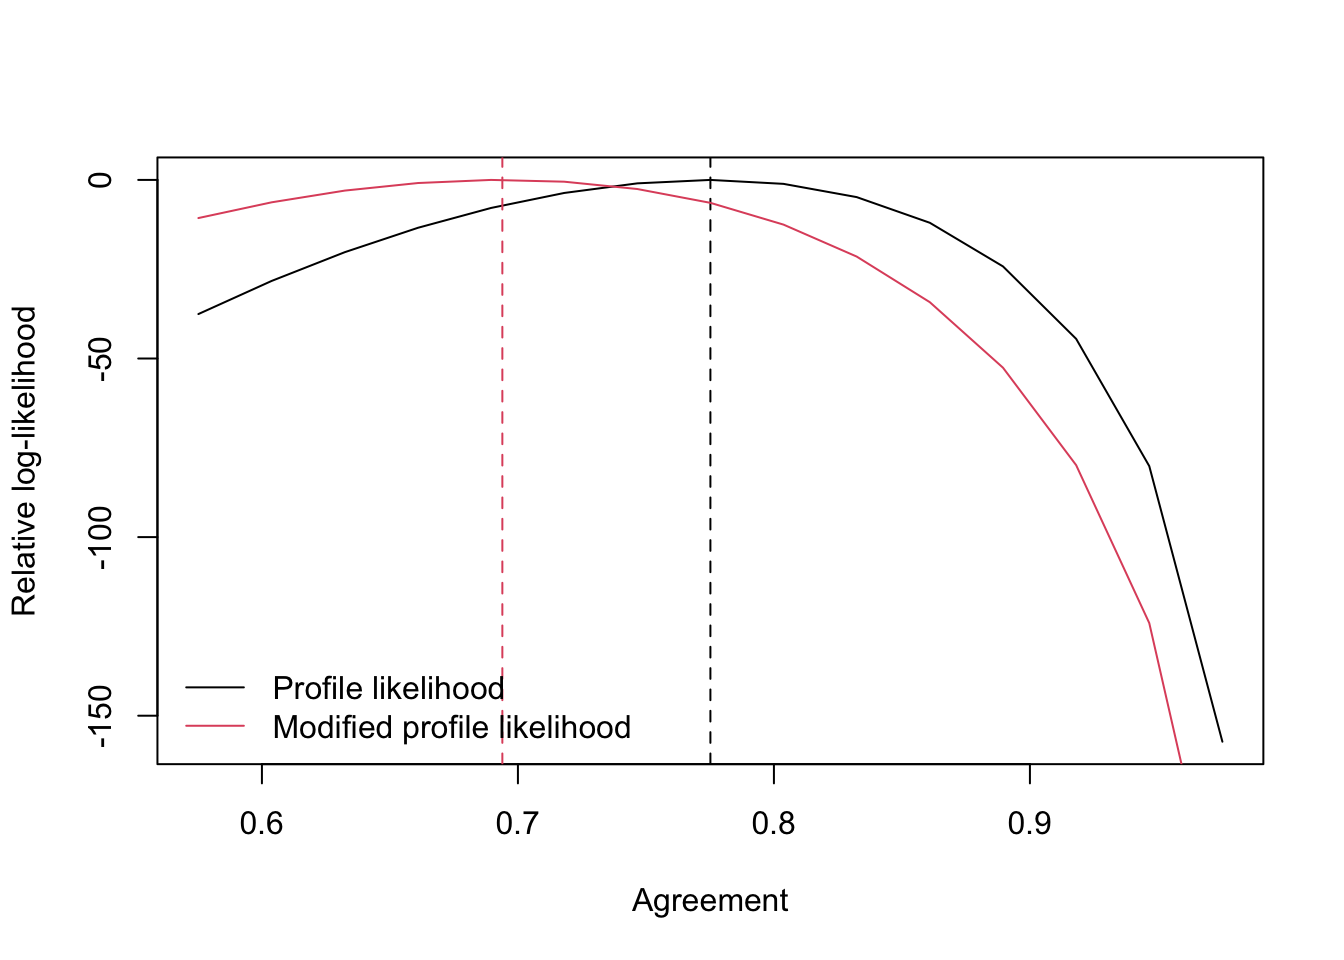 Relative log-likelihood
0
-50
-100
-150
Profile likelihood
Modified profile likelihood
0.6 0.7 0.8 0.9
Agreement